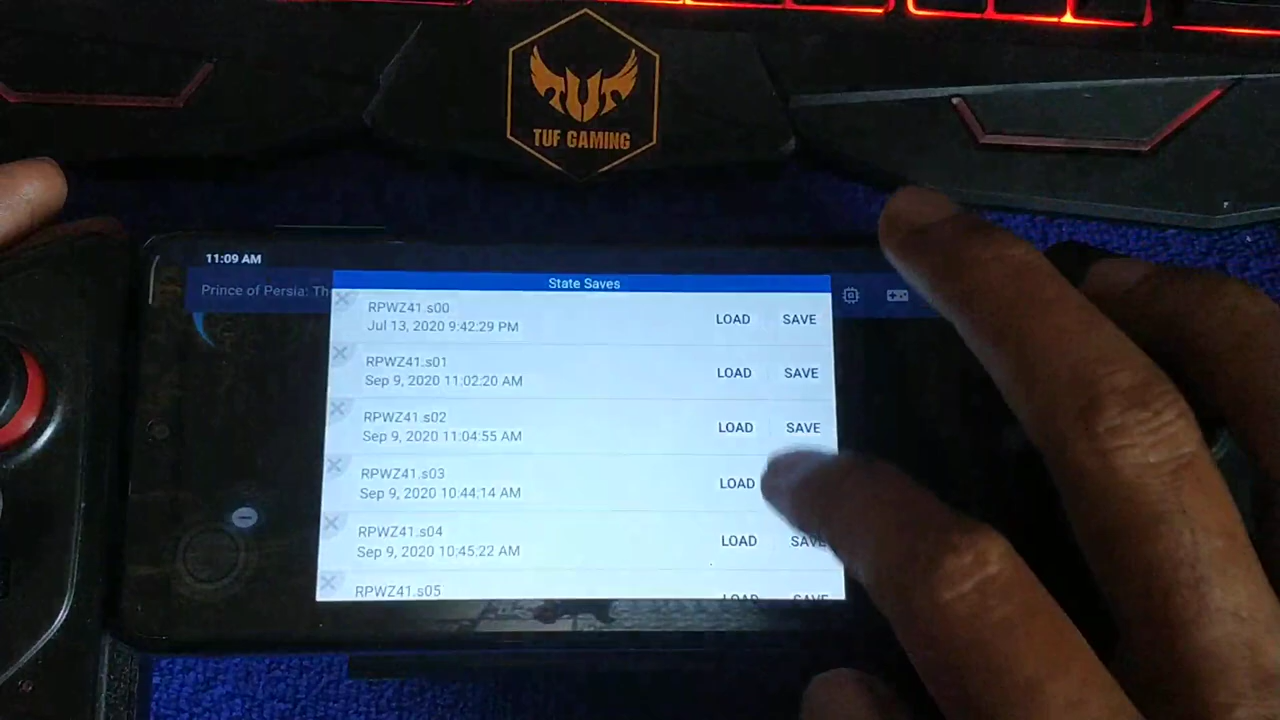 TUF
TUF GAMING
11:09 AM
Prince of Persia: Th
State Saves
RPWZ41.s00
Jul 13, 2020 9:42:29 PM
LOAD
SAVE
RPWZ41.s01
Sep 9, 2020 11:02:20 AM
LOAD
SAVE
RPWZ41.s02
Sep 9, 2020 11:04:55 AM
LOAD
SAVE
RPWZ41.s03
Sep 9, 2020 10:44:14 AM
LOAD
RPWZ41.s04
Sep 9, 2020 10:45:22 AM
LOAD
SAVE
RPWZ41.s05
LOAD
SAVE